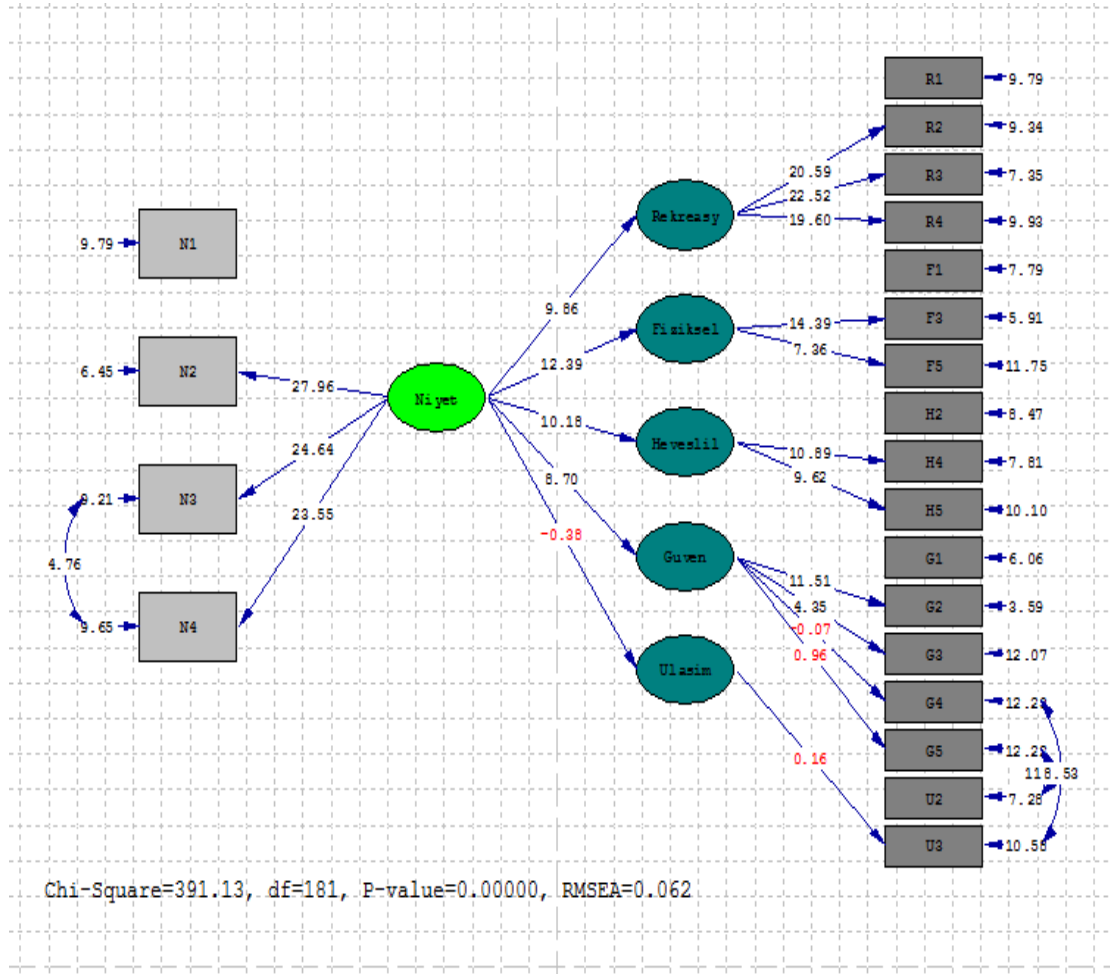 N1
9.79
N2
6.45
N3
9.21
N4
9.65
4.76
27.96
24.64
23.55
Niyet
9.86
12.39
10.18
8.70
-0.38
Rekreasy
Fiziksel
Heveslil
Guven
Ulasim
20.59
22.52
19.60
14.39
7.36
10.89
9.62
11.51
4.35
-0.07
0.96
0.16
R1
9.79
R2
9.34
R3
7.35
R4
9.93
F1
7.79
F3
5.91
F5
11.75
H2
8.47
H4
7.81
H5
10.10
G1
6.06
G2
3.59
G3
12.07
G4
12.29
G5
U2
7.28
U3
10.58
118.53
Chi-Square=391.13, df=181, P-value=0.00000, RMSEA=0.062